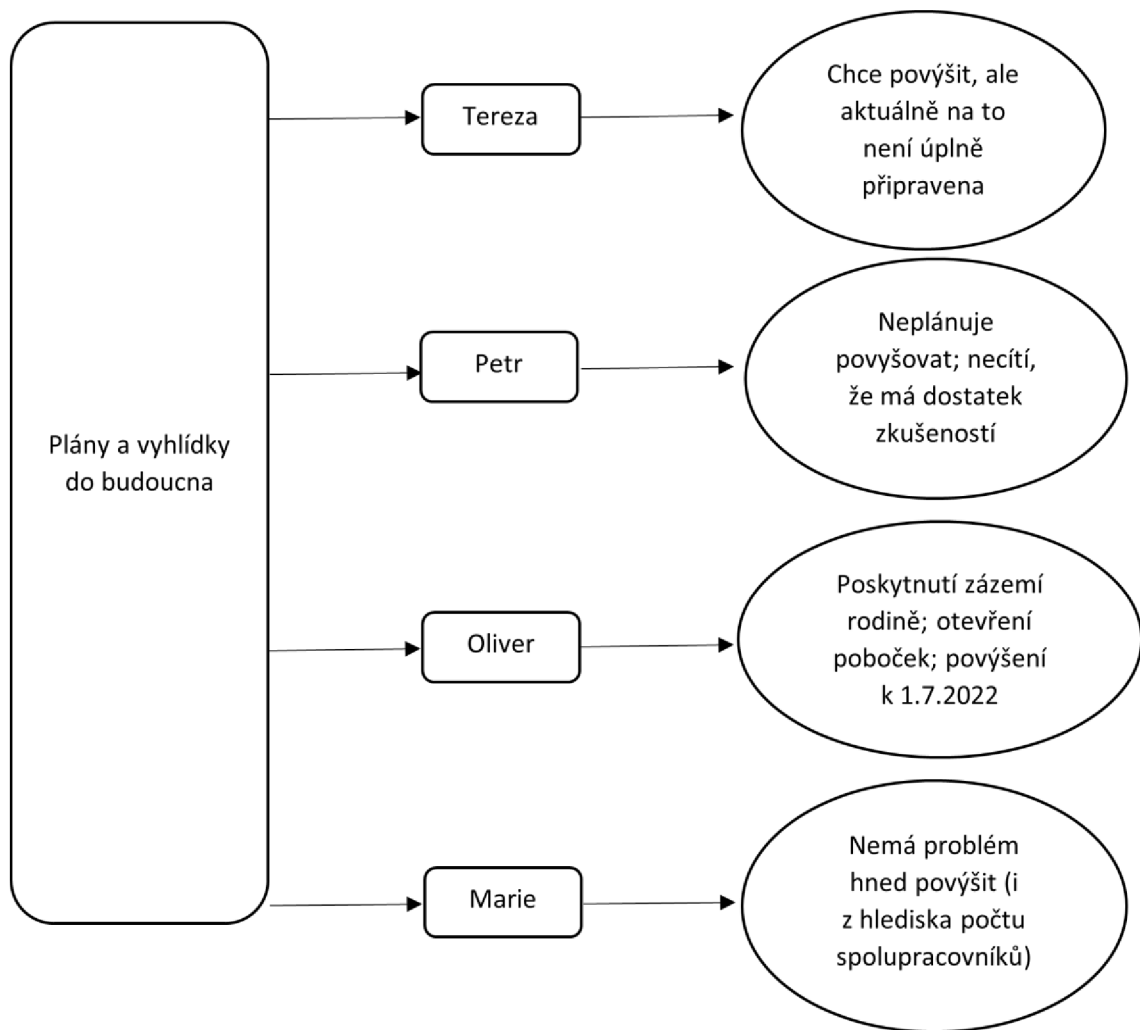 Plány a vyhlídky
do budoucna
Tereza
Chce povýšit, ale
aktuálně na to
není úplně
připravena
Petr
Neplánuje
povyšovat; necítí,
že má dostatek
zkušeností
Oliver
Poskytnutí zázemí
rodině; otevření
poboček; povýšení
k 1.7.2022
Marie
Nemá problém
hned povýšit (i
z hlediska počtu
spolupracovníků)